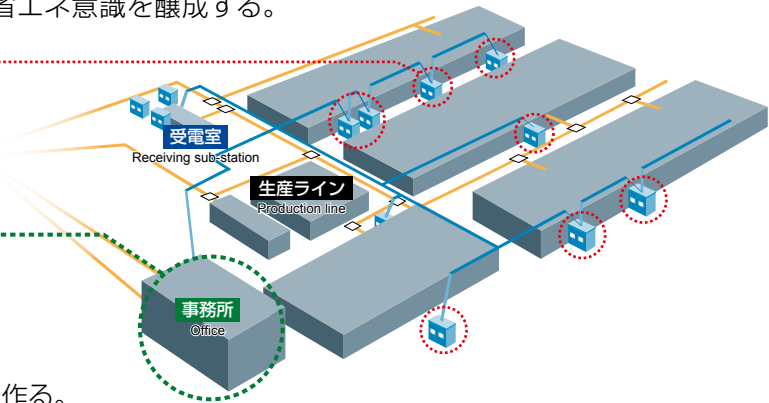 省エネ意識を醸成する。
受電室
Receiving sub-station
生産ライン
Production line
事務所
Office
作る。